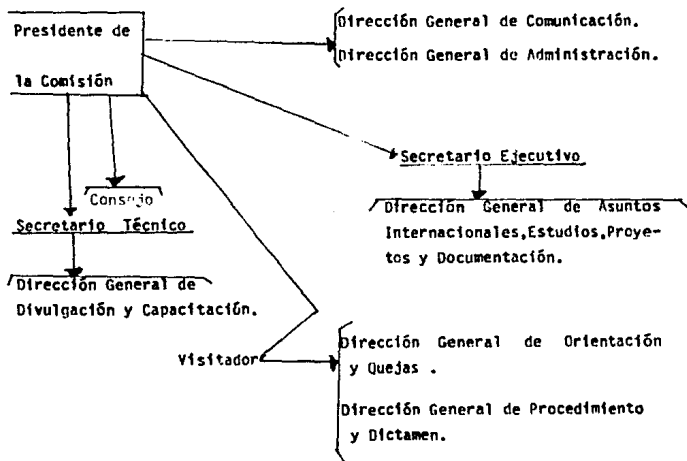 Presidente de
la Comisión
Dirección General de Comunicación.
Dirección General de Administración.
Secretario Ejecutivo
Dirección General de Asuntos
Internacionales,Estudios,Proye-
tos y Documentación.
Consejo
Secretario Técnico
Dirección General de
Divulgación y Capacitación.
Visitador
Dirección General de Orientación
y Quejas .
Dirección General de Procedimiento
y Dictamen.